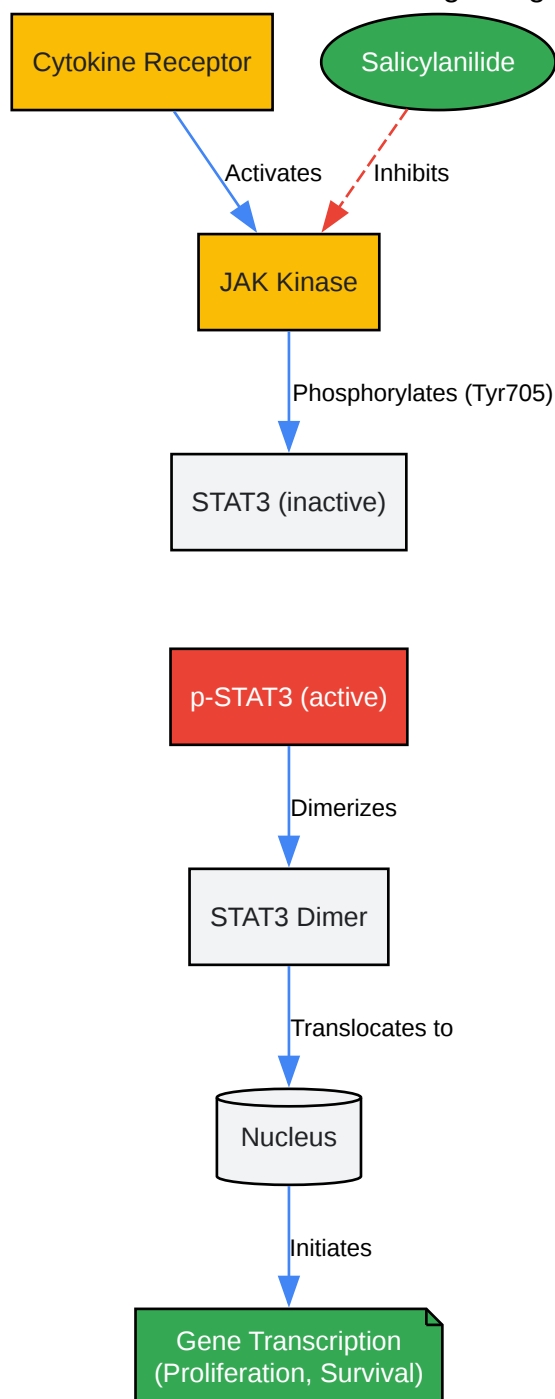 Cytokine Receptor
Salicylanilide
Activates
Inhibits
JAK Kinase
Phosphorylates (Tyr705)
STAT3 (inactive)
p-STAT3 (active)
Dimerizes
STAT3 Dimer
Translocates to
Nucleus
Initiates
Gene Transcription
(Proliferation, Survival)